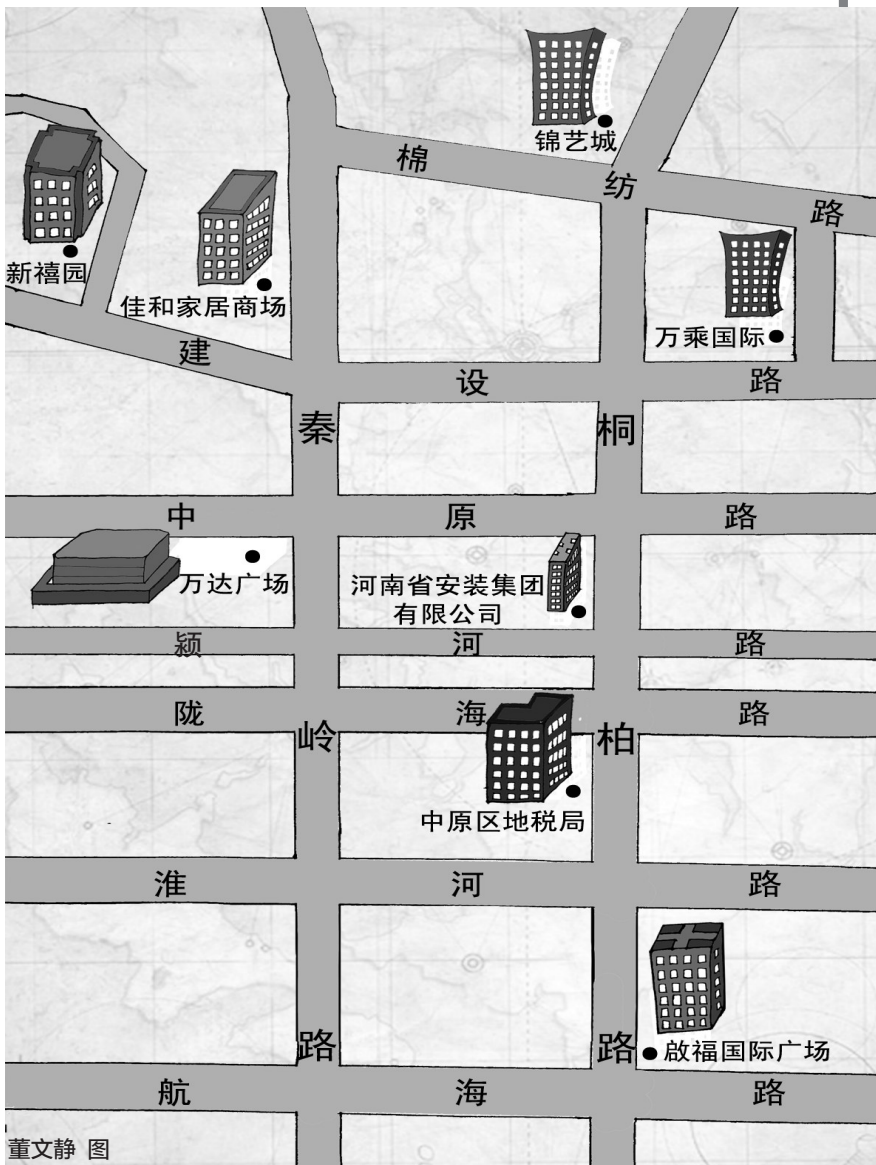 锦艺城
棉纺路
新禧园
佳和家居商场
万乘国际
建设路
秦岭路
桐柏路
中原路
万达广场
河南省安装集团
有限公司
颍河路
陇海路
中原区地税局
淮河路
啟福国际广场
航海路
董文静 图